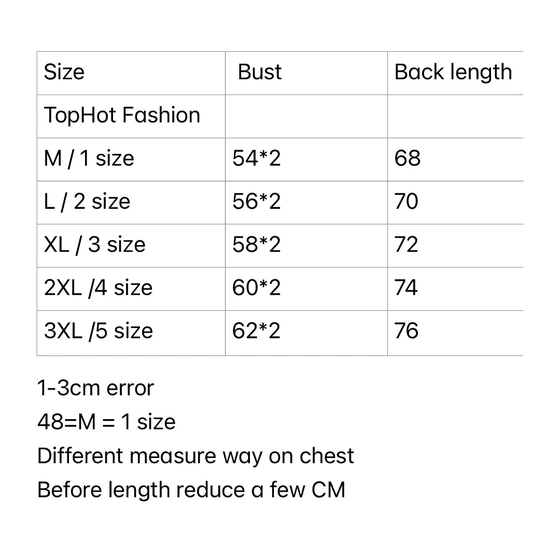 Size Bust Back length
TopHot Fashion
M / 1 size 54*2 68
L / 2 size 56*2 70
XL / 3 size 58*2 72
2XL /4 size 60*2 74
3XL /5 size 62*2 76
1-3cm error
48=M = 1 size
Different measure way on chest
Before length reduce a few CM